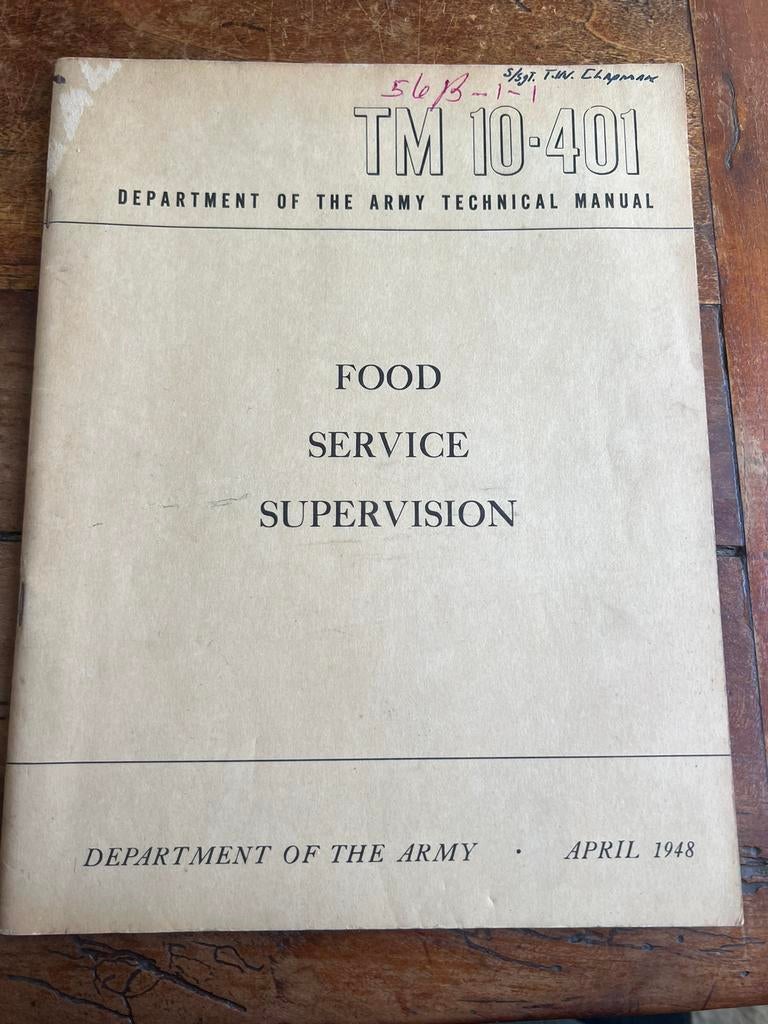 S/Sgt. T.W. Chapman
56B-1-1
TM 10-401
DEPARTMENT OF THE ARMY TECHNICAL MANUAL
FOOD
SERVICE
SUPERVISION
DEPARTMENT OF THE ARMY · APRIL 1948